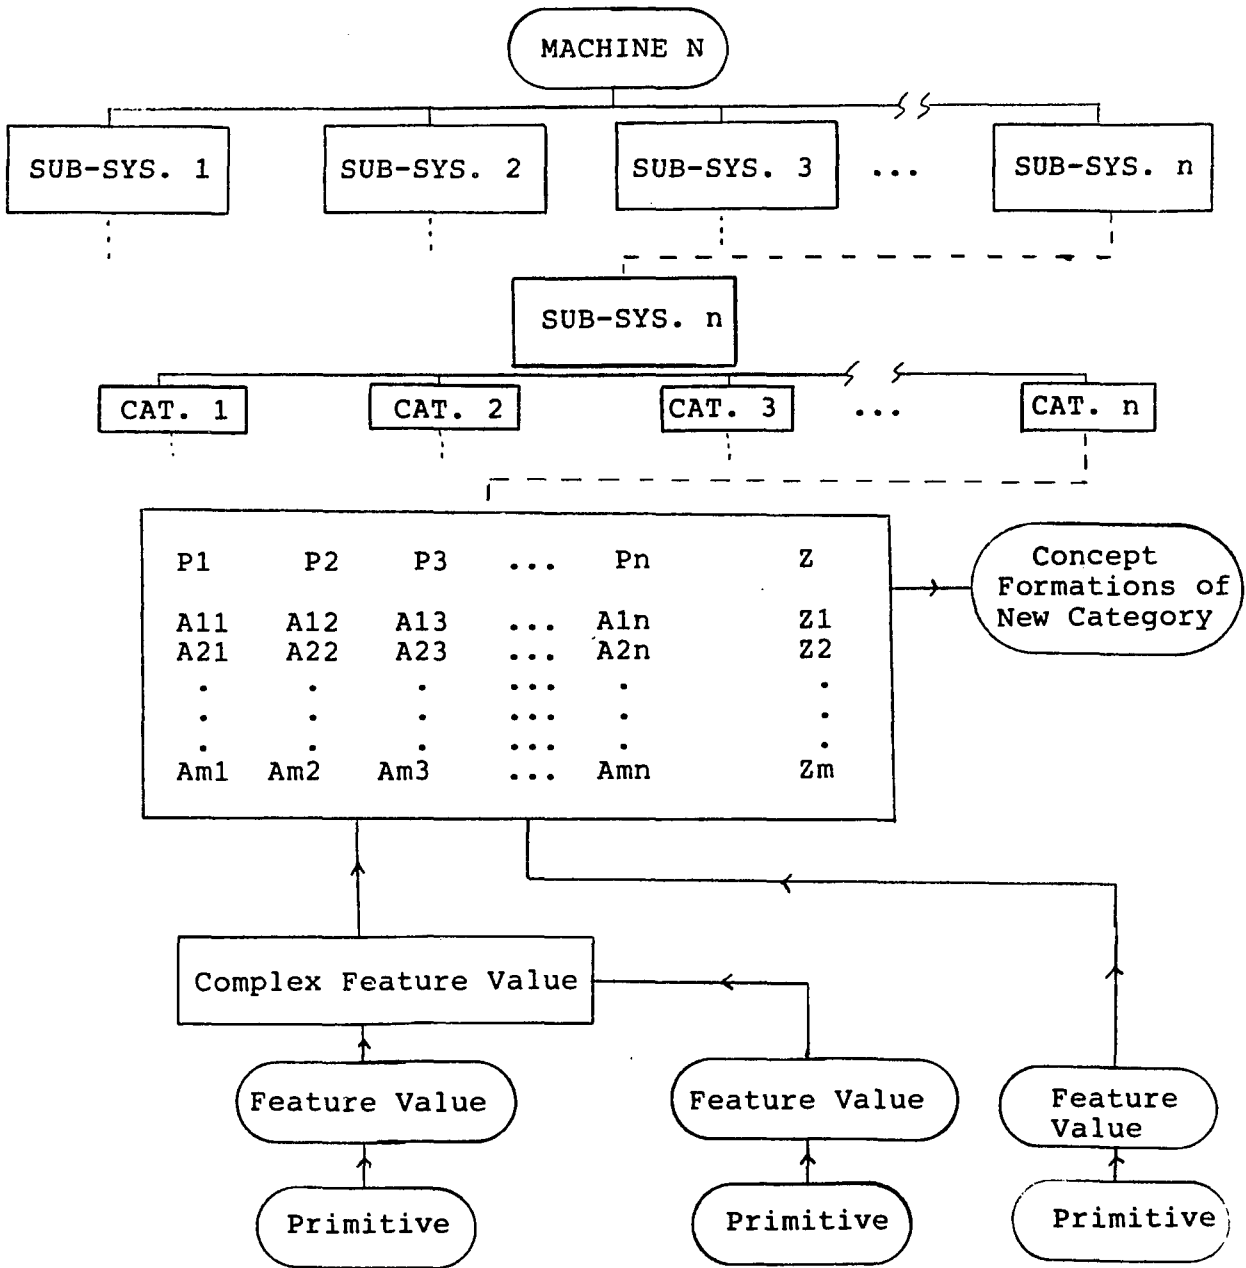 MACHINE N
SUB-SYS. 1 SUB-SYS. 2 SUB-SYS. 3 ... SUB-SYS. n
SUB-SYS. n
CAT. 1 CAT. 2 CAT. 3 ... CAT. n
P1 P2 P3 ... Pn Z
A11 A12 A13 ... A1n Z1
A21 A22 A23 ... A2n Z2
. . . ... . .
. . . ... . .
. . . ... . .
Am1 Am2 Am3 ... Amn Zm
Concept
Formations of
New Category
Complex Feature Value
Feature Value
Feature Value
Feature
Value
Primitive
Primitive
Primitive